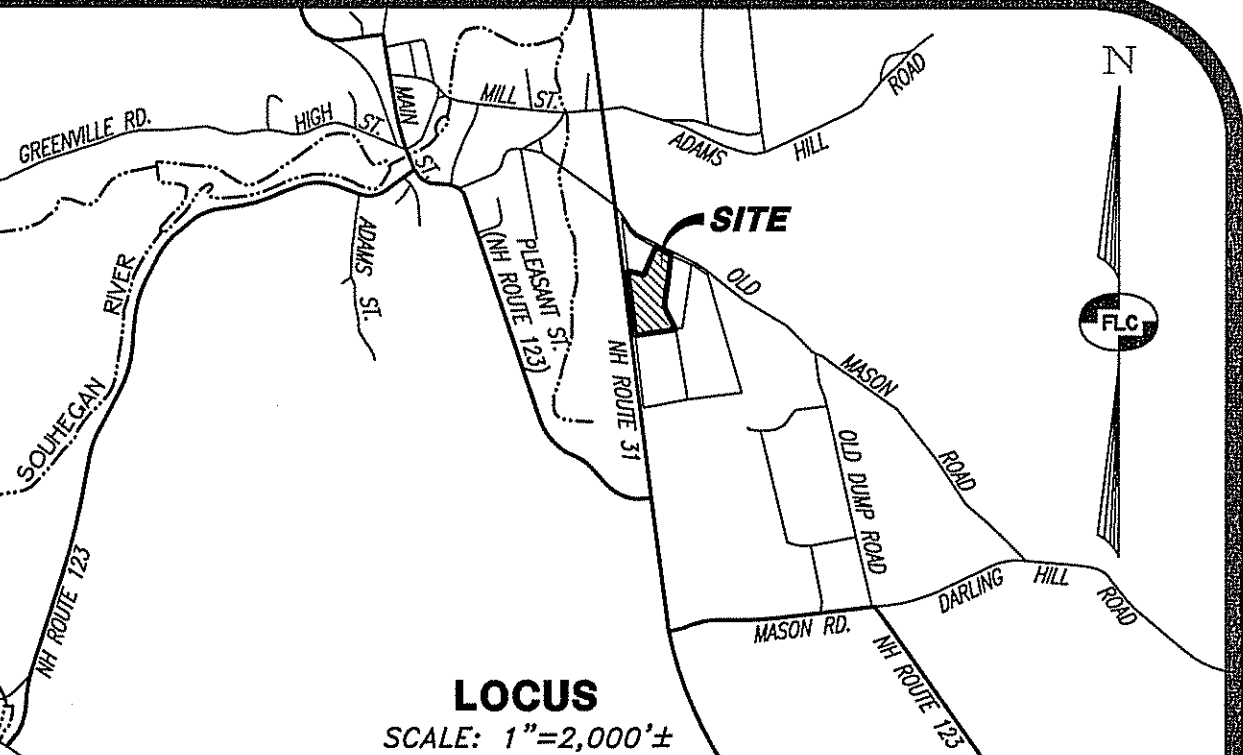 N
GREENVILLE RD.
HIGH ST.
MAIN ST.
MILL ST.
ADAMS HILL ROAD
SITE
ADAMS ST.
PLEASANT ST.
(NH ROUTE 123)
NH ROUTE 31
OLD MASON ROAD
FLC
SOUHEGAN RIVER
OLD DUMP ROAD
NH ROUTE 123
DARLING HILL ROAD
MASON RD.
NH ROUTE 123
LOCUS
SCALE: 1"=2,000'±